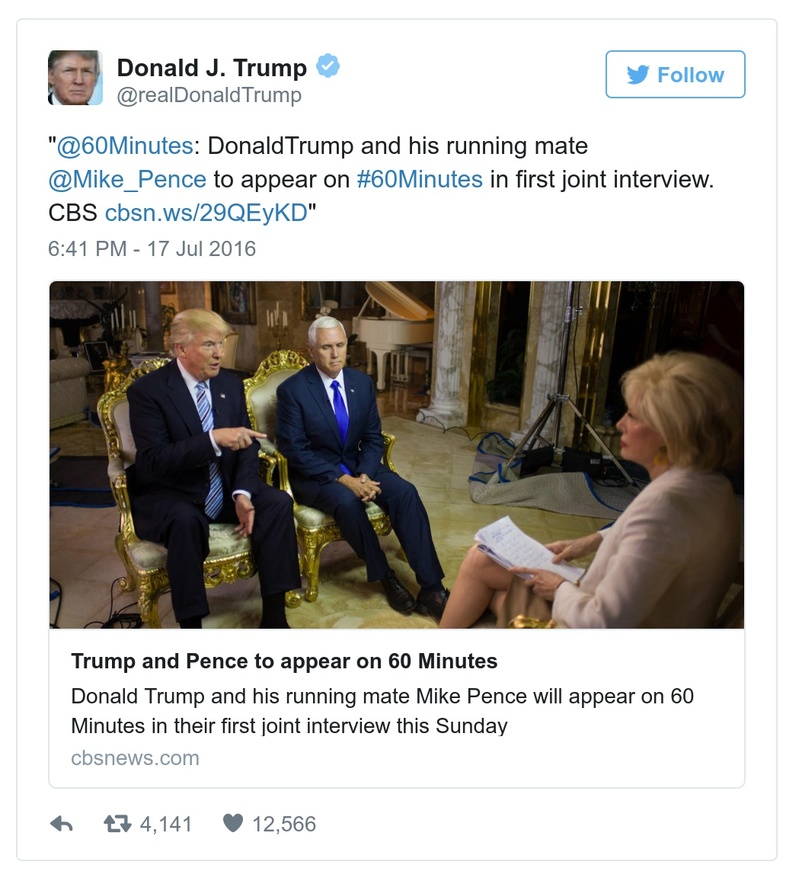 Donald J. Trump
@realDonaldTrump
Follow
"@60Minutes: DonaldTrump and his running mate
@Mike_Pence to appear on #60Minutes in first joint interview.
CBS cbsn.ws/29QEyKD"
6:41 PM - 17 Jul 2016
Trump and Pence to appear on 60 Minutes
Donald Trump and his running mate Mike Pence will appear on 60
Minutes in their first joint interview this Sunday
cbsnews.com
4,141 12,566